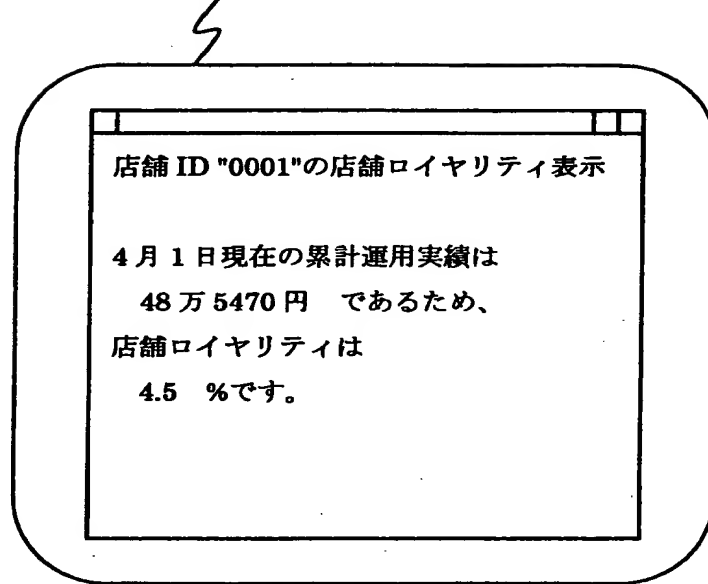 店舗 ID "0001"の店舗ロイヤリティ表示
4月1日現在の累計運用実績は
48万5470円 であるため、
店舗ロイヤリティは
4.5 %です。